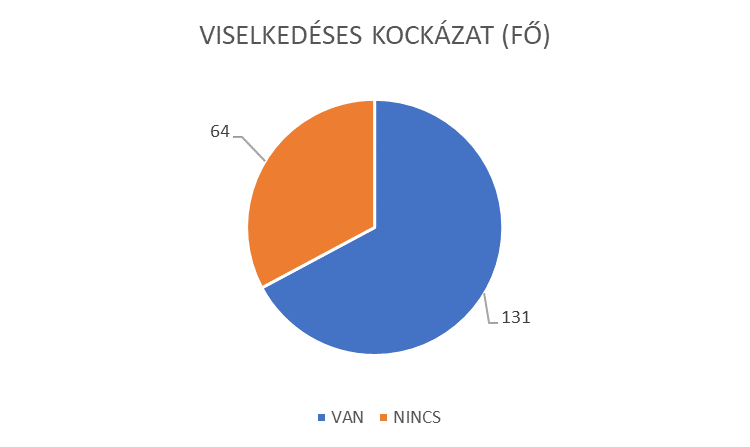 VISELKEDÉSES KOCKÁZAT (FŐ)
64
131
VAN NINCS